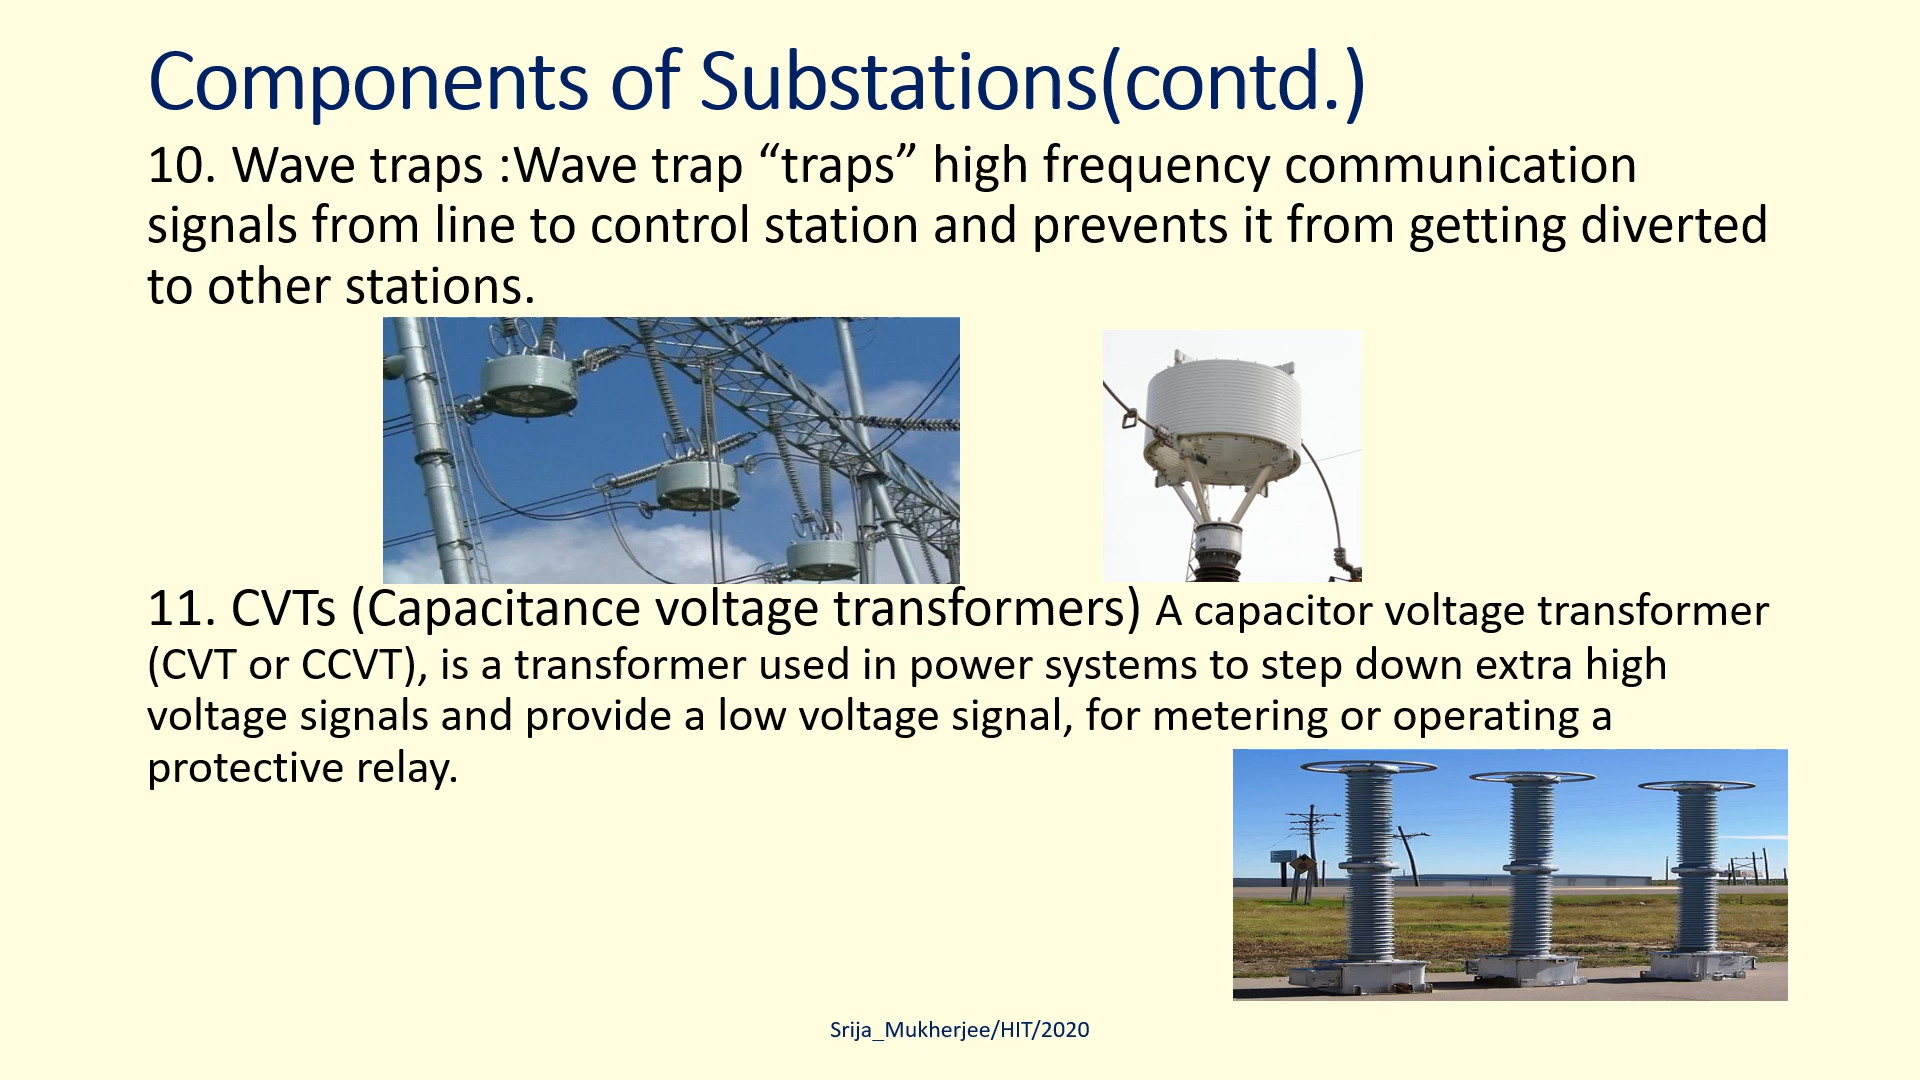 Components of Substations(contd.)
10. Wave traps :Wave trap “traps” high frequency communication
signals from line to control station and prevents it from getting diverted
to other stations.
11. CVTs (Capacitance voltage transformers) A capacitor voltage transformer
(CVT or CCVT), is a transformer used in power systems to step down extra high
voltage signals and provide a low voltage signal, for metering or operating a
protective relay.
Srija_Mukherjee/HIT/2020